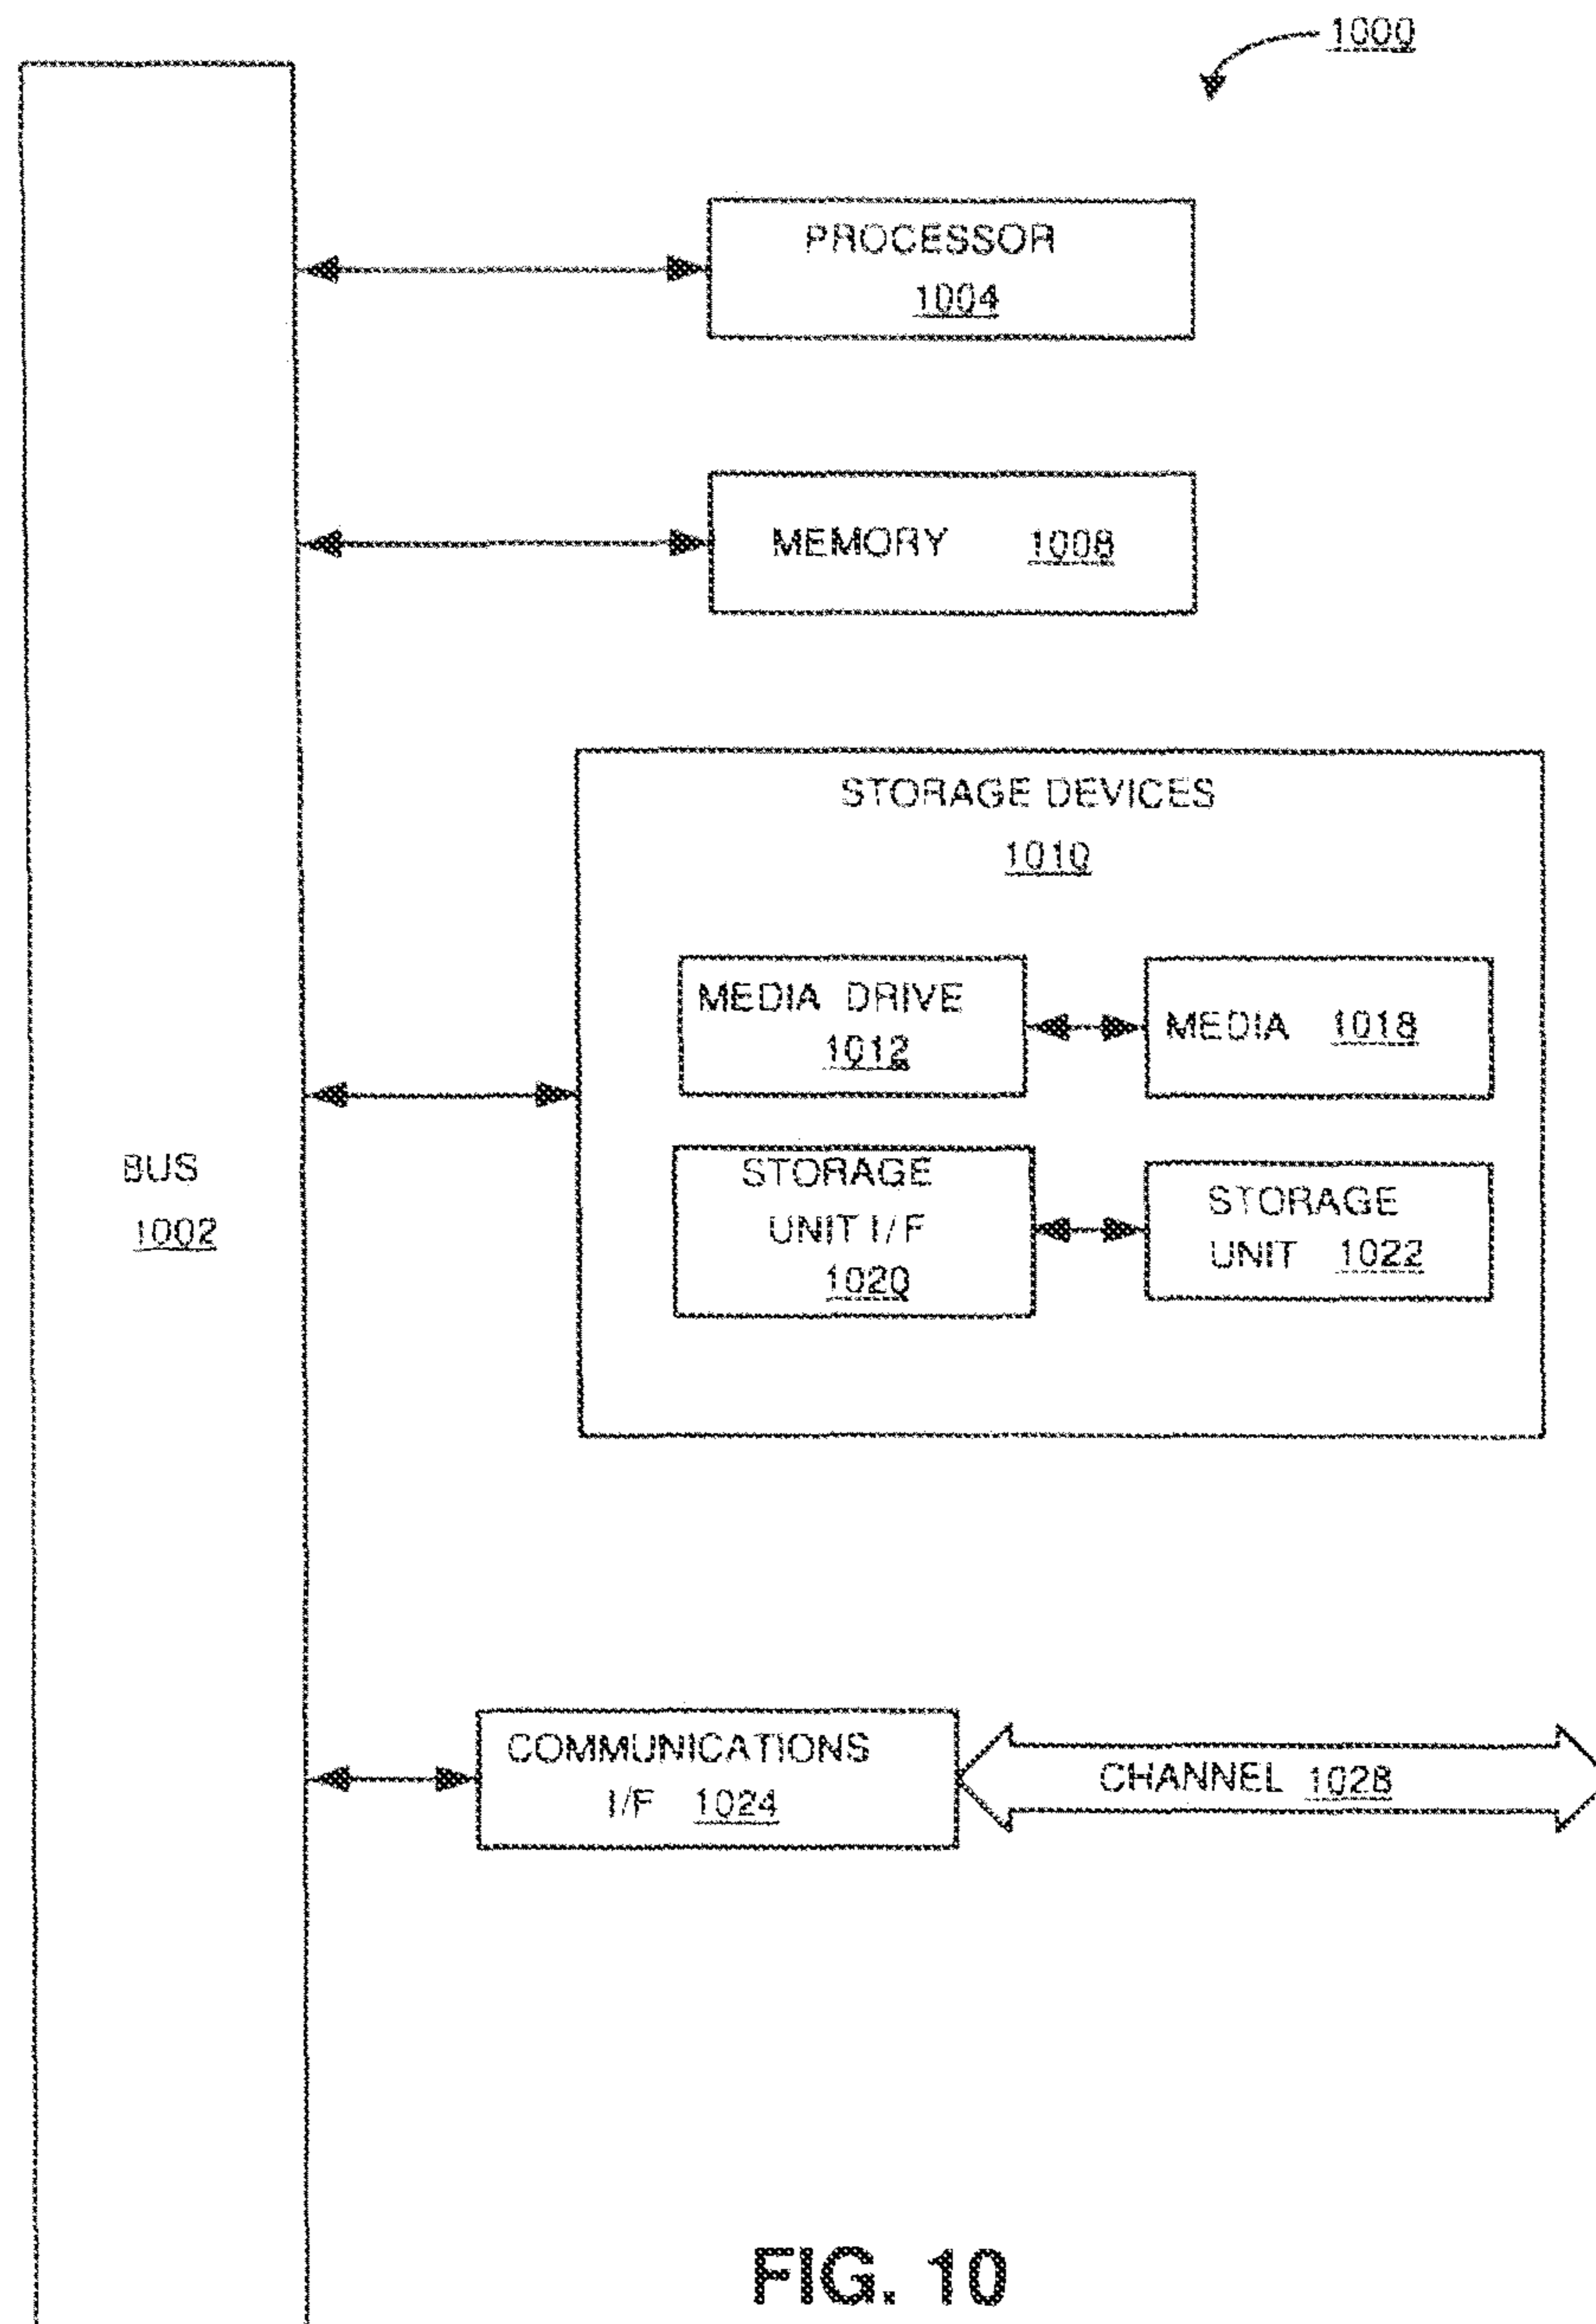 1000
PROCESSOR
1004
MEMORY 1008
STORAGE DEVICES
1010
MEDIA DRIVE
1012
MEDIA 1018
STORAGE
UNIT I/F
1020
STORAGE
UNIT 1022
BUS
1002
COMMUNICATIONS
I/F 1024
CHANNEL 1028
FIG. 10